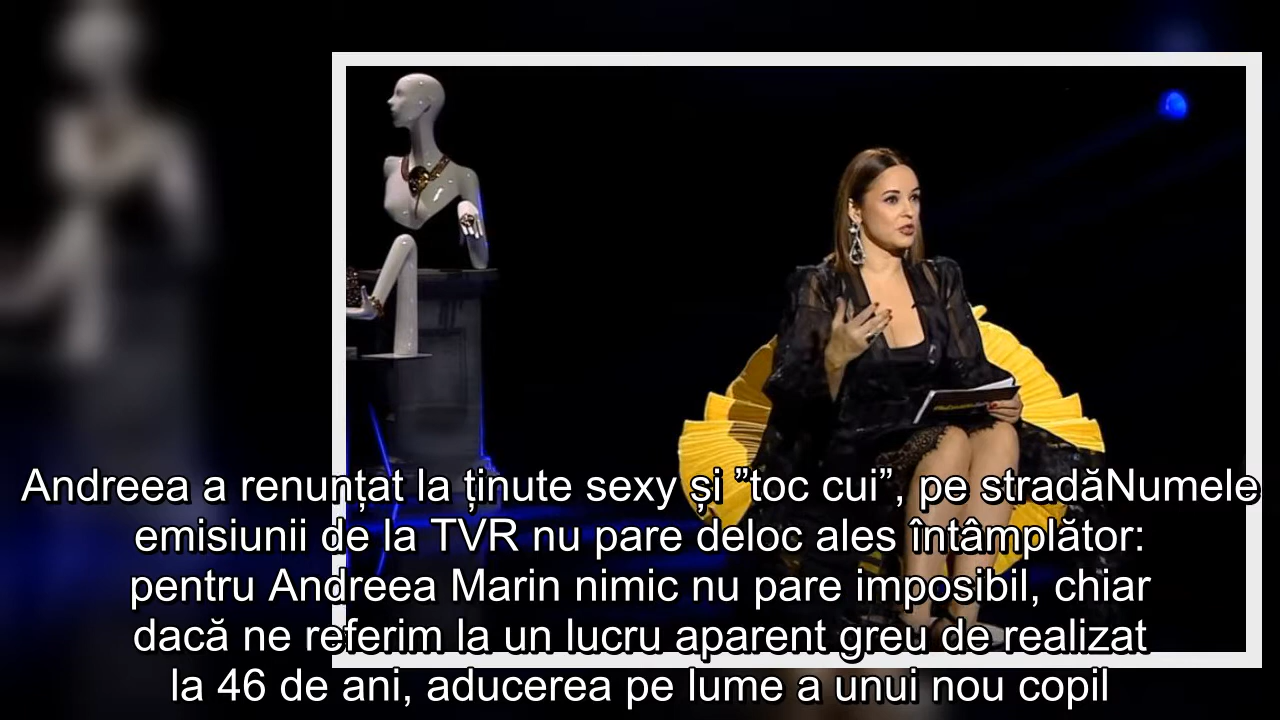 Andreea a renunțat la ținute sexy și ”toc cui”, pe stradăNumele
emisiunii de la TVR nu pare deloc ales întâmplător:
pentru Andreea Marin nimic nu pare imposibil, chiar
dacă ne referim la un lucru aparent greu de realizat
la 46 de ani, aducerea pe lume a unui nou copil